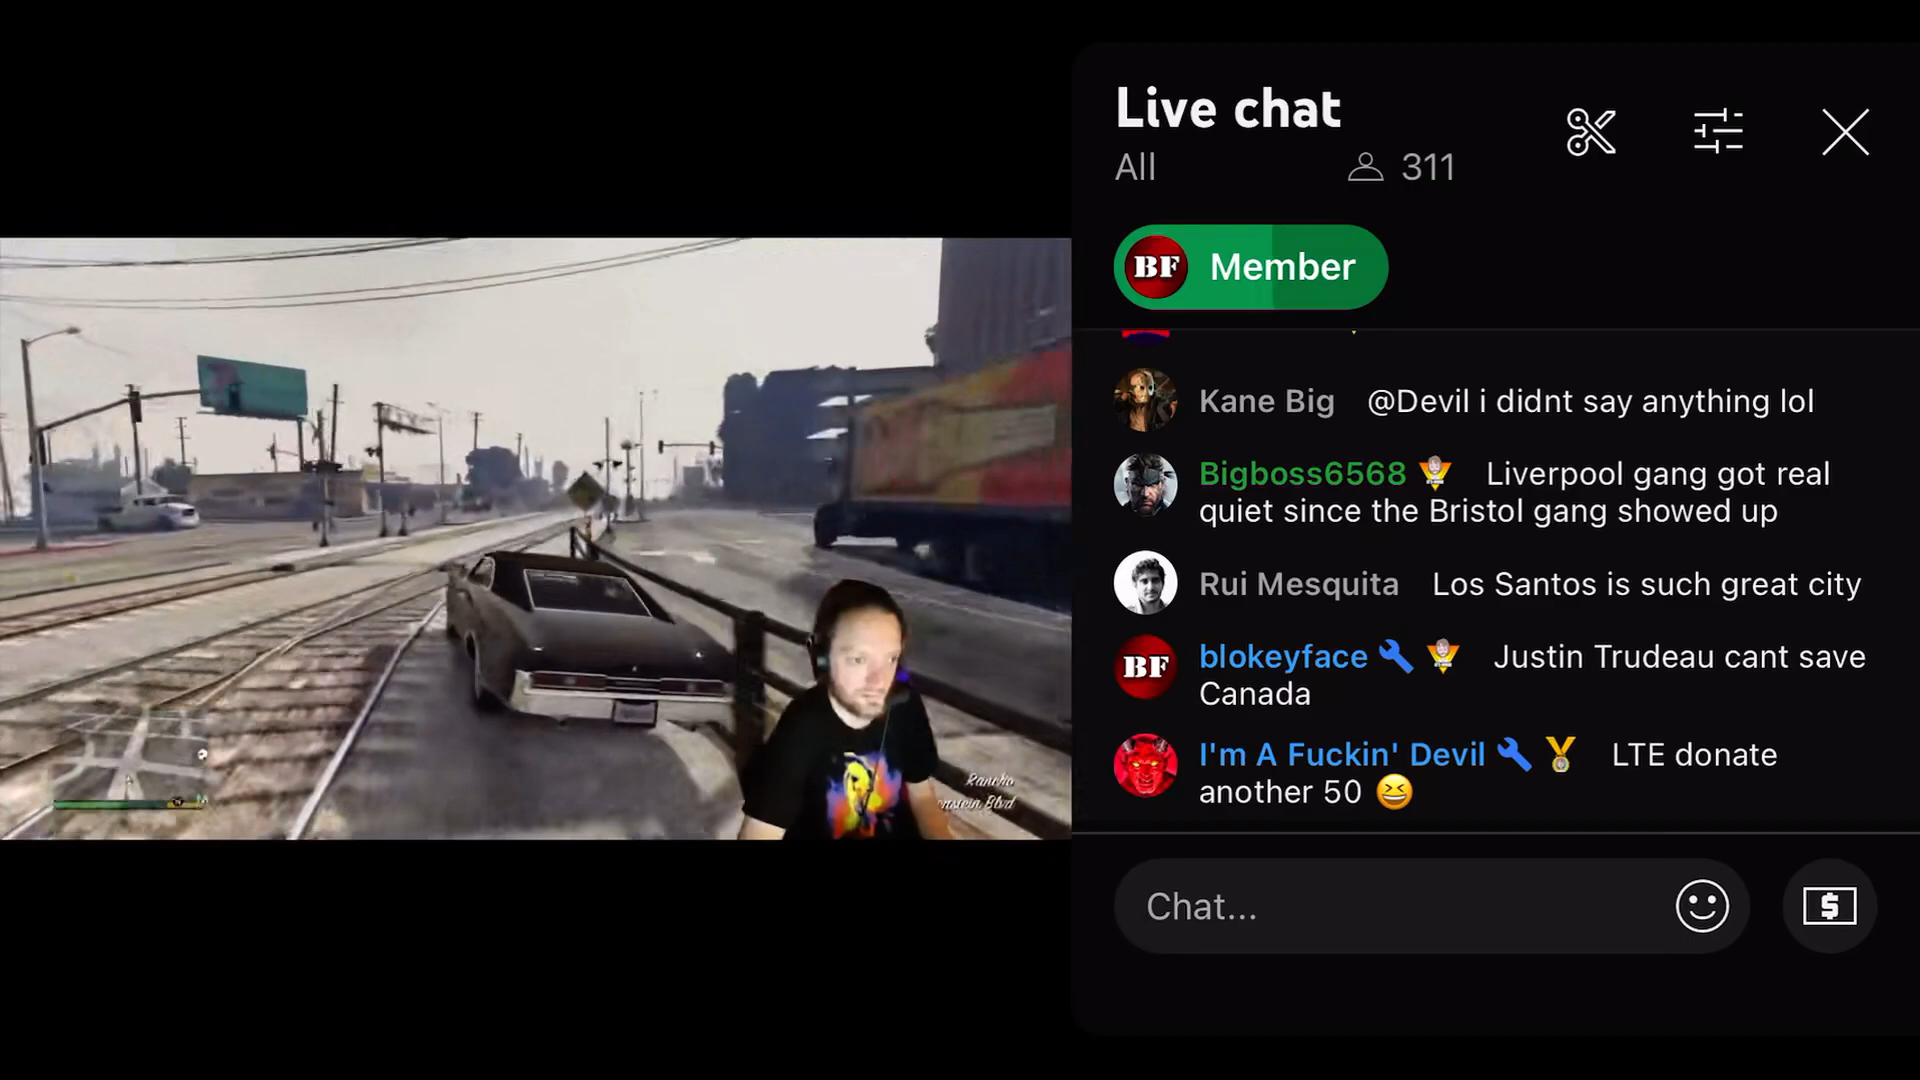 Live chat
All 311
BF Member
Kane Big @Devil i didnt say anything lol
Bigboss6568 Liverpool gang got real
quiet since the Bristol gang showed up
Rui Mesquita Los Santos is such great city
BF blokeyface Justin Trudeau cant save
Canada
I'm A Fuckin' Devil LTE donate
another 50 😆
Chat...
$
Rancho
Blvd